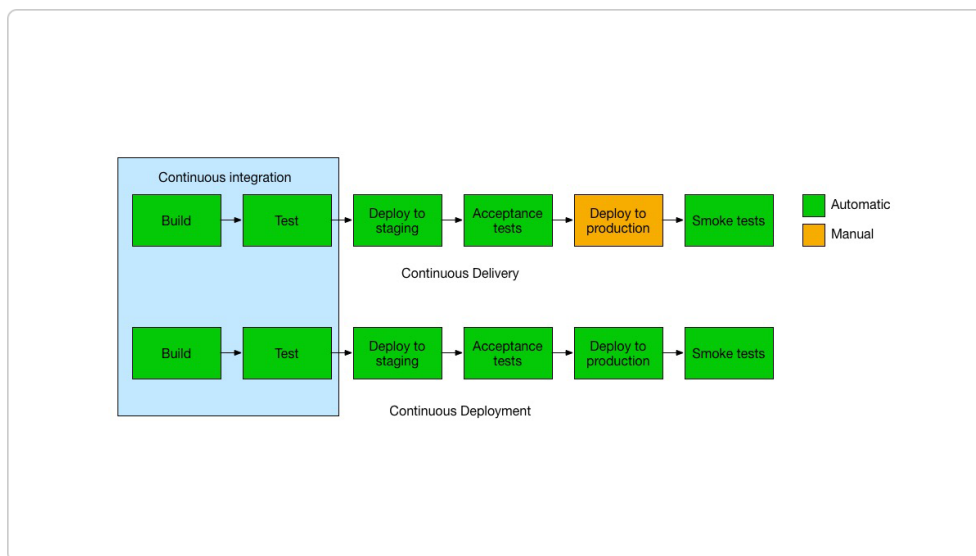 Continuous integration
Build
Test
Deploy to
staging
Acceptance
tests
Deploy to
production
Smoke tests
Automatic
Manual
Continuous Delivery
Build
Test
Deploy to
staging
Acceptance
tests
Deploy to
production
Smoke tests
Continuous Deployment